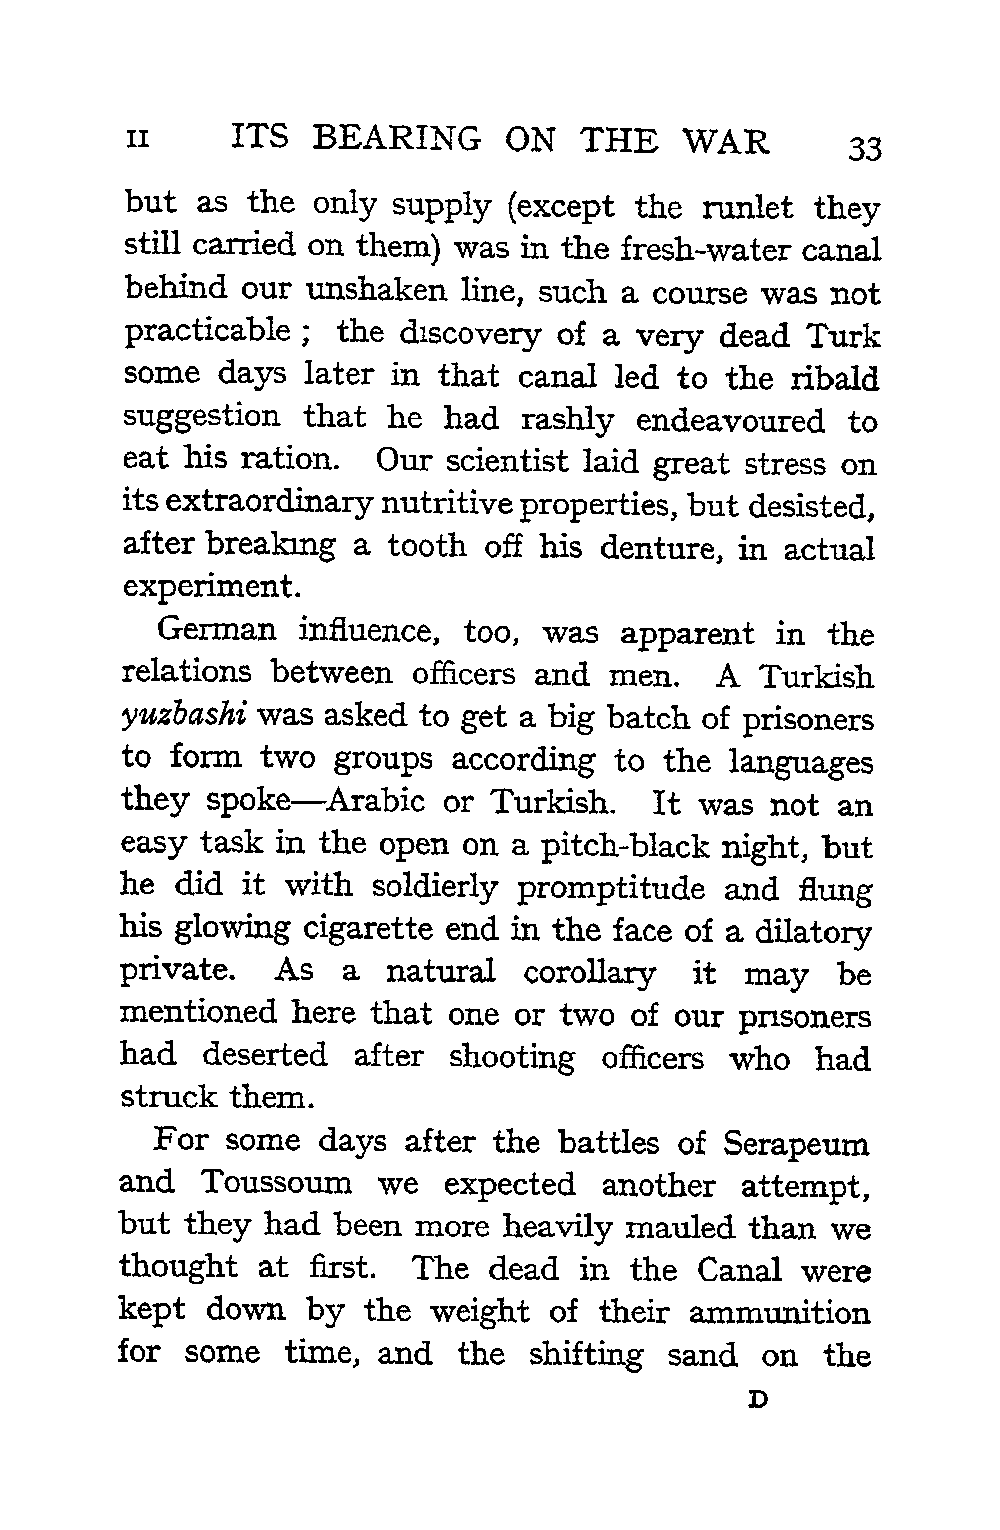 II ITS BEARING ON THE WAR 33
but as the only supply (except the runlet they
still carried on them) was in the fresh-water canal
behind our unshaken line, such a course was not
practicable ; the discovery of a very dead Turk
some days later in that canal led to the ribald
suggestion that he had rashly endeavoured to
eat his ration. Our scientist laid great stress on
its extraordinary nutritive properties, but desisted,
after breaking a tooth off his denture, in actual
experiment.
German influence, too, was apparent in the
relations between officers and men. A Turkish
yuzbashi was asked to get a big batch of prisoners
to form two groups according to the languages
they spoke—Arabic or Turkish. It was not an
easy task in the open on a pitch-black night, but
he did it with soldierly promptitude and flung
his glowing cigarette end in the face of a dilatory
private. As a natural corollary it may be
mentioned here that one or two of our prisoners
had deserted after shooting officers who had
struck them.
For some days after the battles of Serapeum
and Toussoum we expected another attempt,
but they had been more heavily mauled than we
thought at first. The dead in the Canal were
kept down by the weight of their ammunition
for some time, and the shifting sand on the
D